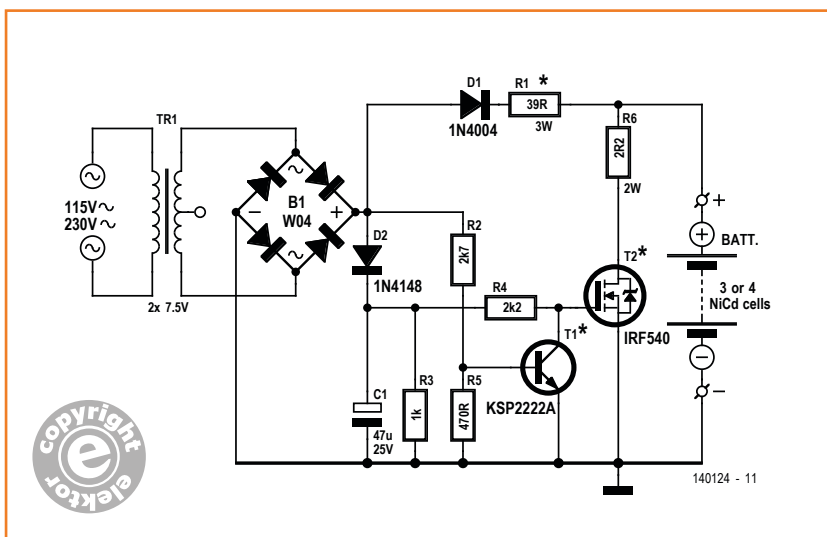 TR1
115V~
230V~
2x 7.5V
B1
W04
~
~
−
+
D1
1N4004
R1 *
39R
3W
R6
2R2
2W
D2
1N4148
R2
2k7
R4
2k2
T2*
IRF540
T1*
KSP2222A
C1
47u
25V
R3
1k
R5
470R
+
+
BATT.
3 or 4
NiCd cells
−
−
140124 - 11
copyright
e
elektor